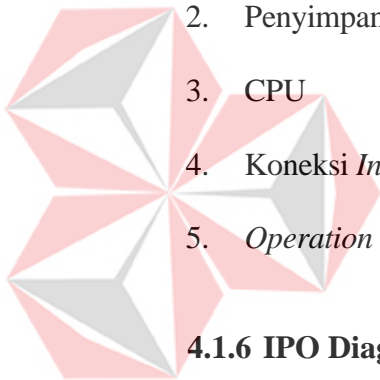 2. Penyimpan
3. CPU
4. Koneksi In
5. Operation
4.1.6 IPO Diag